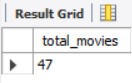 Result Grid
total_movies
47